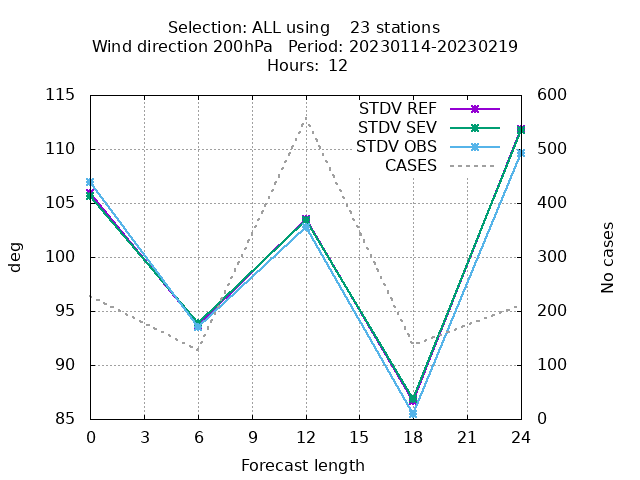 Selection: ALL using    23 stations
Wind direction 200hPa   Period: 20230114-20230219
Hours:  12
115
110
105
100
95
90
85
deg
600
500
400
300
200
100
0
No cases
STDV REF
STDV SEV
STDV OBS
CASES
0 3 6 9 12 15 18 21 24
Forecast length